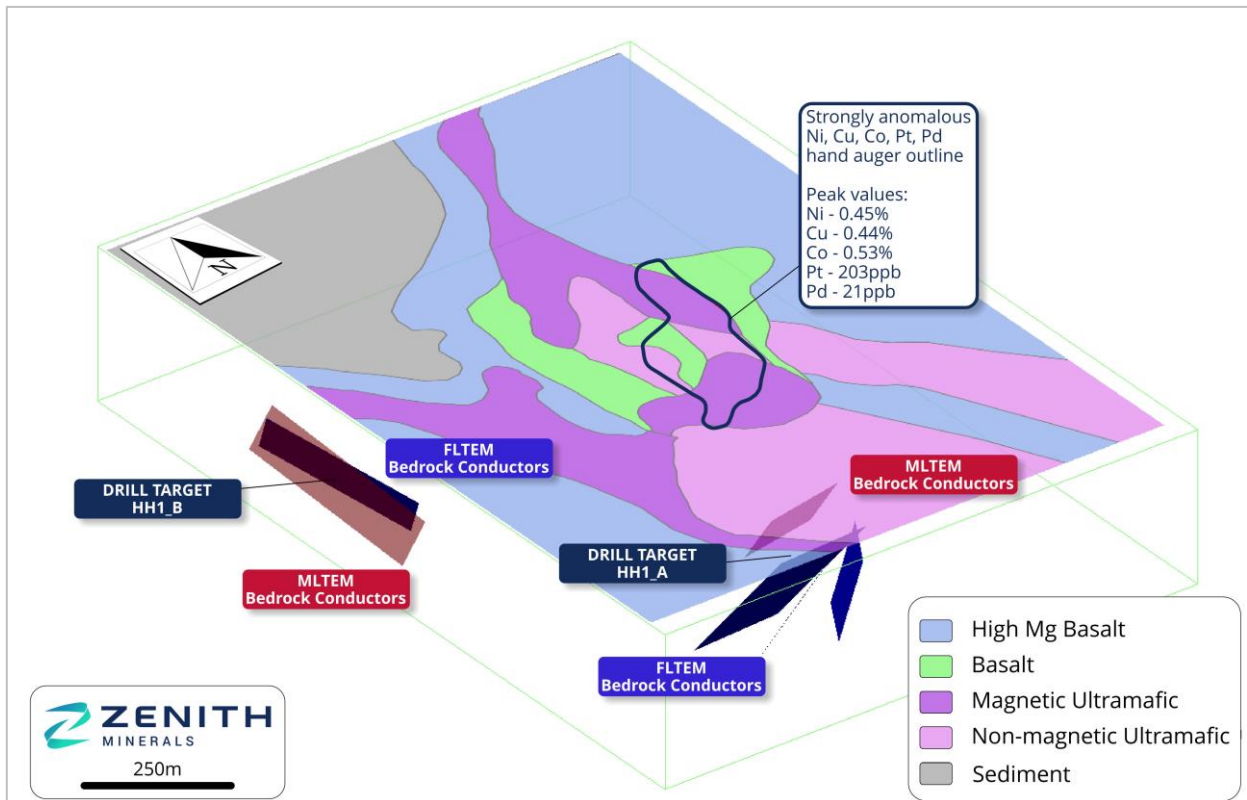 Strongly anomalous
Ni, Cu, Co, Pt, Pd
hand auger outline
Peak values:
Ni - 0.45%
Cu - 0.44%
Co - 0.53%
Pt - 203ppb
Pd - 21ppb
N
FLTEM
Bedrock Conductors
MLTEM
Bedrock Conductors
DRILL TARGET
HH1_B
DRILL TARGET
HH1_A
MLTEM
Bedrock Conductors
FLTEM
Bedrock Conductors
High Mg Basalt
Basalt
Magnetic Ultramafic
Non-magnetic Ultramafic
Sediment
ZENITH
MINERALS
250m